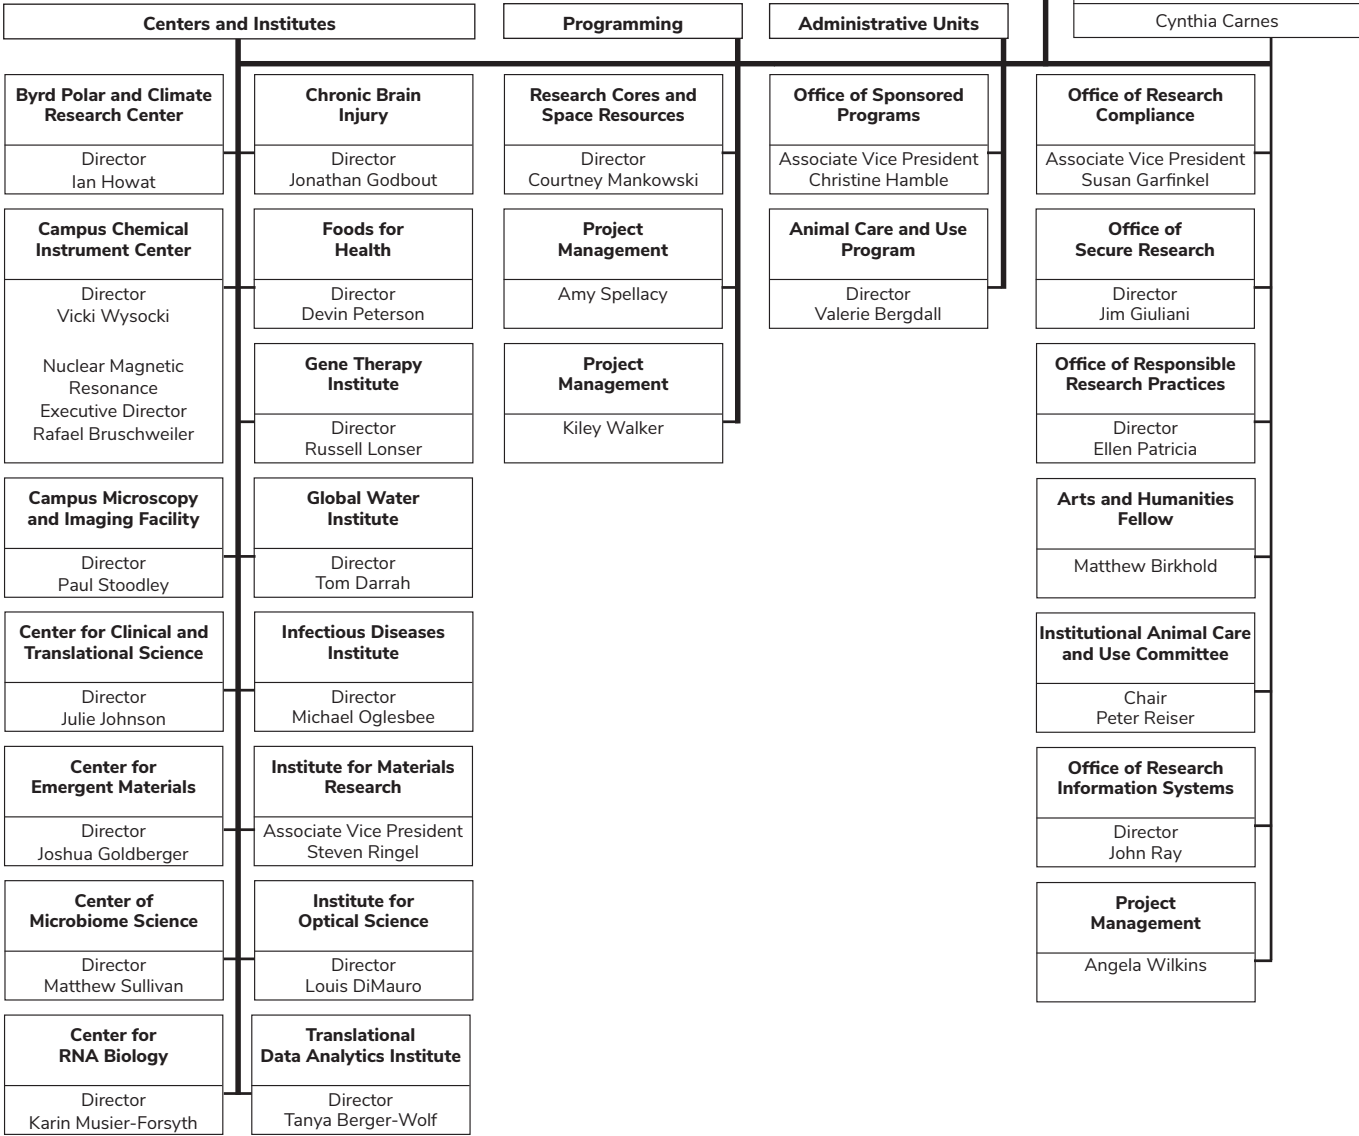 Cynthia Carnes
Centers and Institutes
Byrd Polar and Climate
Research Center
Director
Ian Howat
Campus Chemical
Instrument Center
Director
Vicki Wysocki
Nuclear Magnetic
Resonance
Executive Director
Rafael Bruschweiler
Campus Microscopy
and Imaging Facility
Director
Paul Stoodley
Center for Clinical and
Translational Science
Director
Julie Johnson
Center for
Emergent Materials
Director
Joshua Goldberger
Center of
Microbiome Science
Director
Matthew Sullivan
Center for
RNA Biology
Director
Karin Musier-Forsyth
Chronic Brain
Injury
Director
Jonathan Godbout
Foods for
Health
Director
Devin Peterson
Gene Therapy
Institute
Director
Russell Lonser
Global Water
Institute
Director
Tom Darrah
Infectious Diseases
Institute
Director
Michael Oglesbee
Institute for Materials
Research
Associate Vice President
Steven Ringel
Institute for
Optical Science
Director
Louis DiMauro
Translational
Data Analytics Institute
Director
Tanya Berger-Wolf
Programming
Research Cores and
Space Resources
Director
Courtney Mankowski
Project
Management
Amy Spellacy
Project
Management
Kiley Walker
Administrative Units
Office of Sponsored
Programs
Associate Vice President
Christine Hamble
Animal Care and Use
Program
Director
Valerie Bergdall
Office of Research
Compliance
Associate Vice President
Susan Garfinkel
Office of
Secure Research
Director
Jim Giuliani
Office of Responsible
Research Practices
Director
Ellen Patricia
Arts and Humanities
Fellow
Matthew Birkhold
Institutional Animal Care
and Use Committee
Chair
Peter Reiser
Office of Research
Information Systems
Director
John Ray
Project
Management
Angela Wilkins